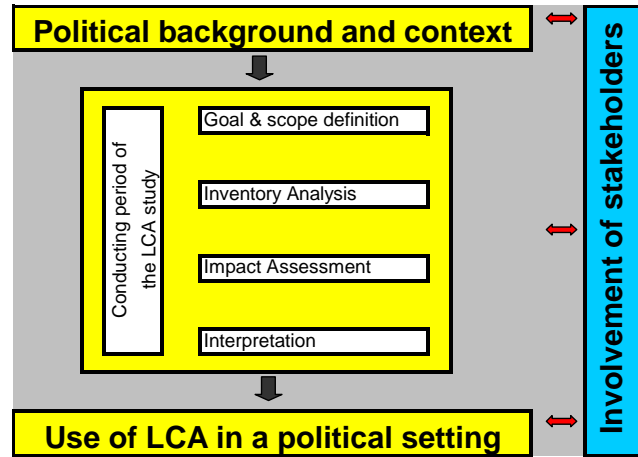 Political background and context
Conducting period of
the LCA study
Goal & scope definition
Inventory Analysis
Impact Assessment
Interpretation
Use of LCA in a political setting
Involvement of stakeholders